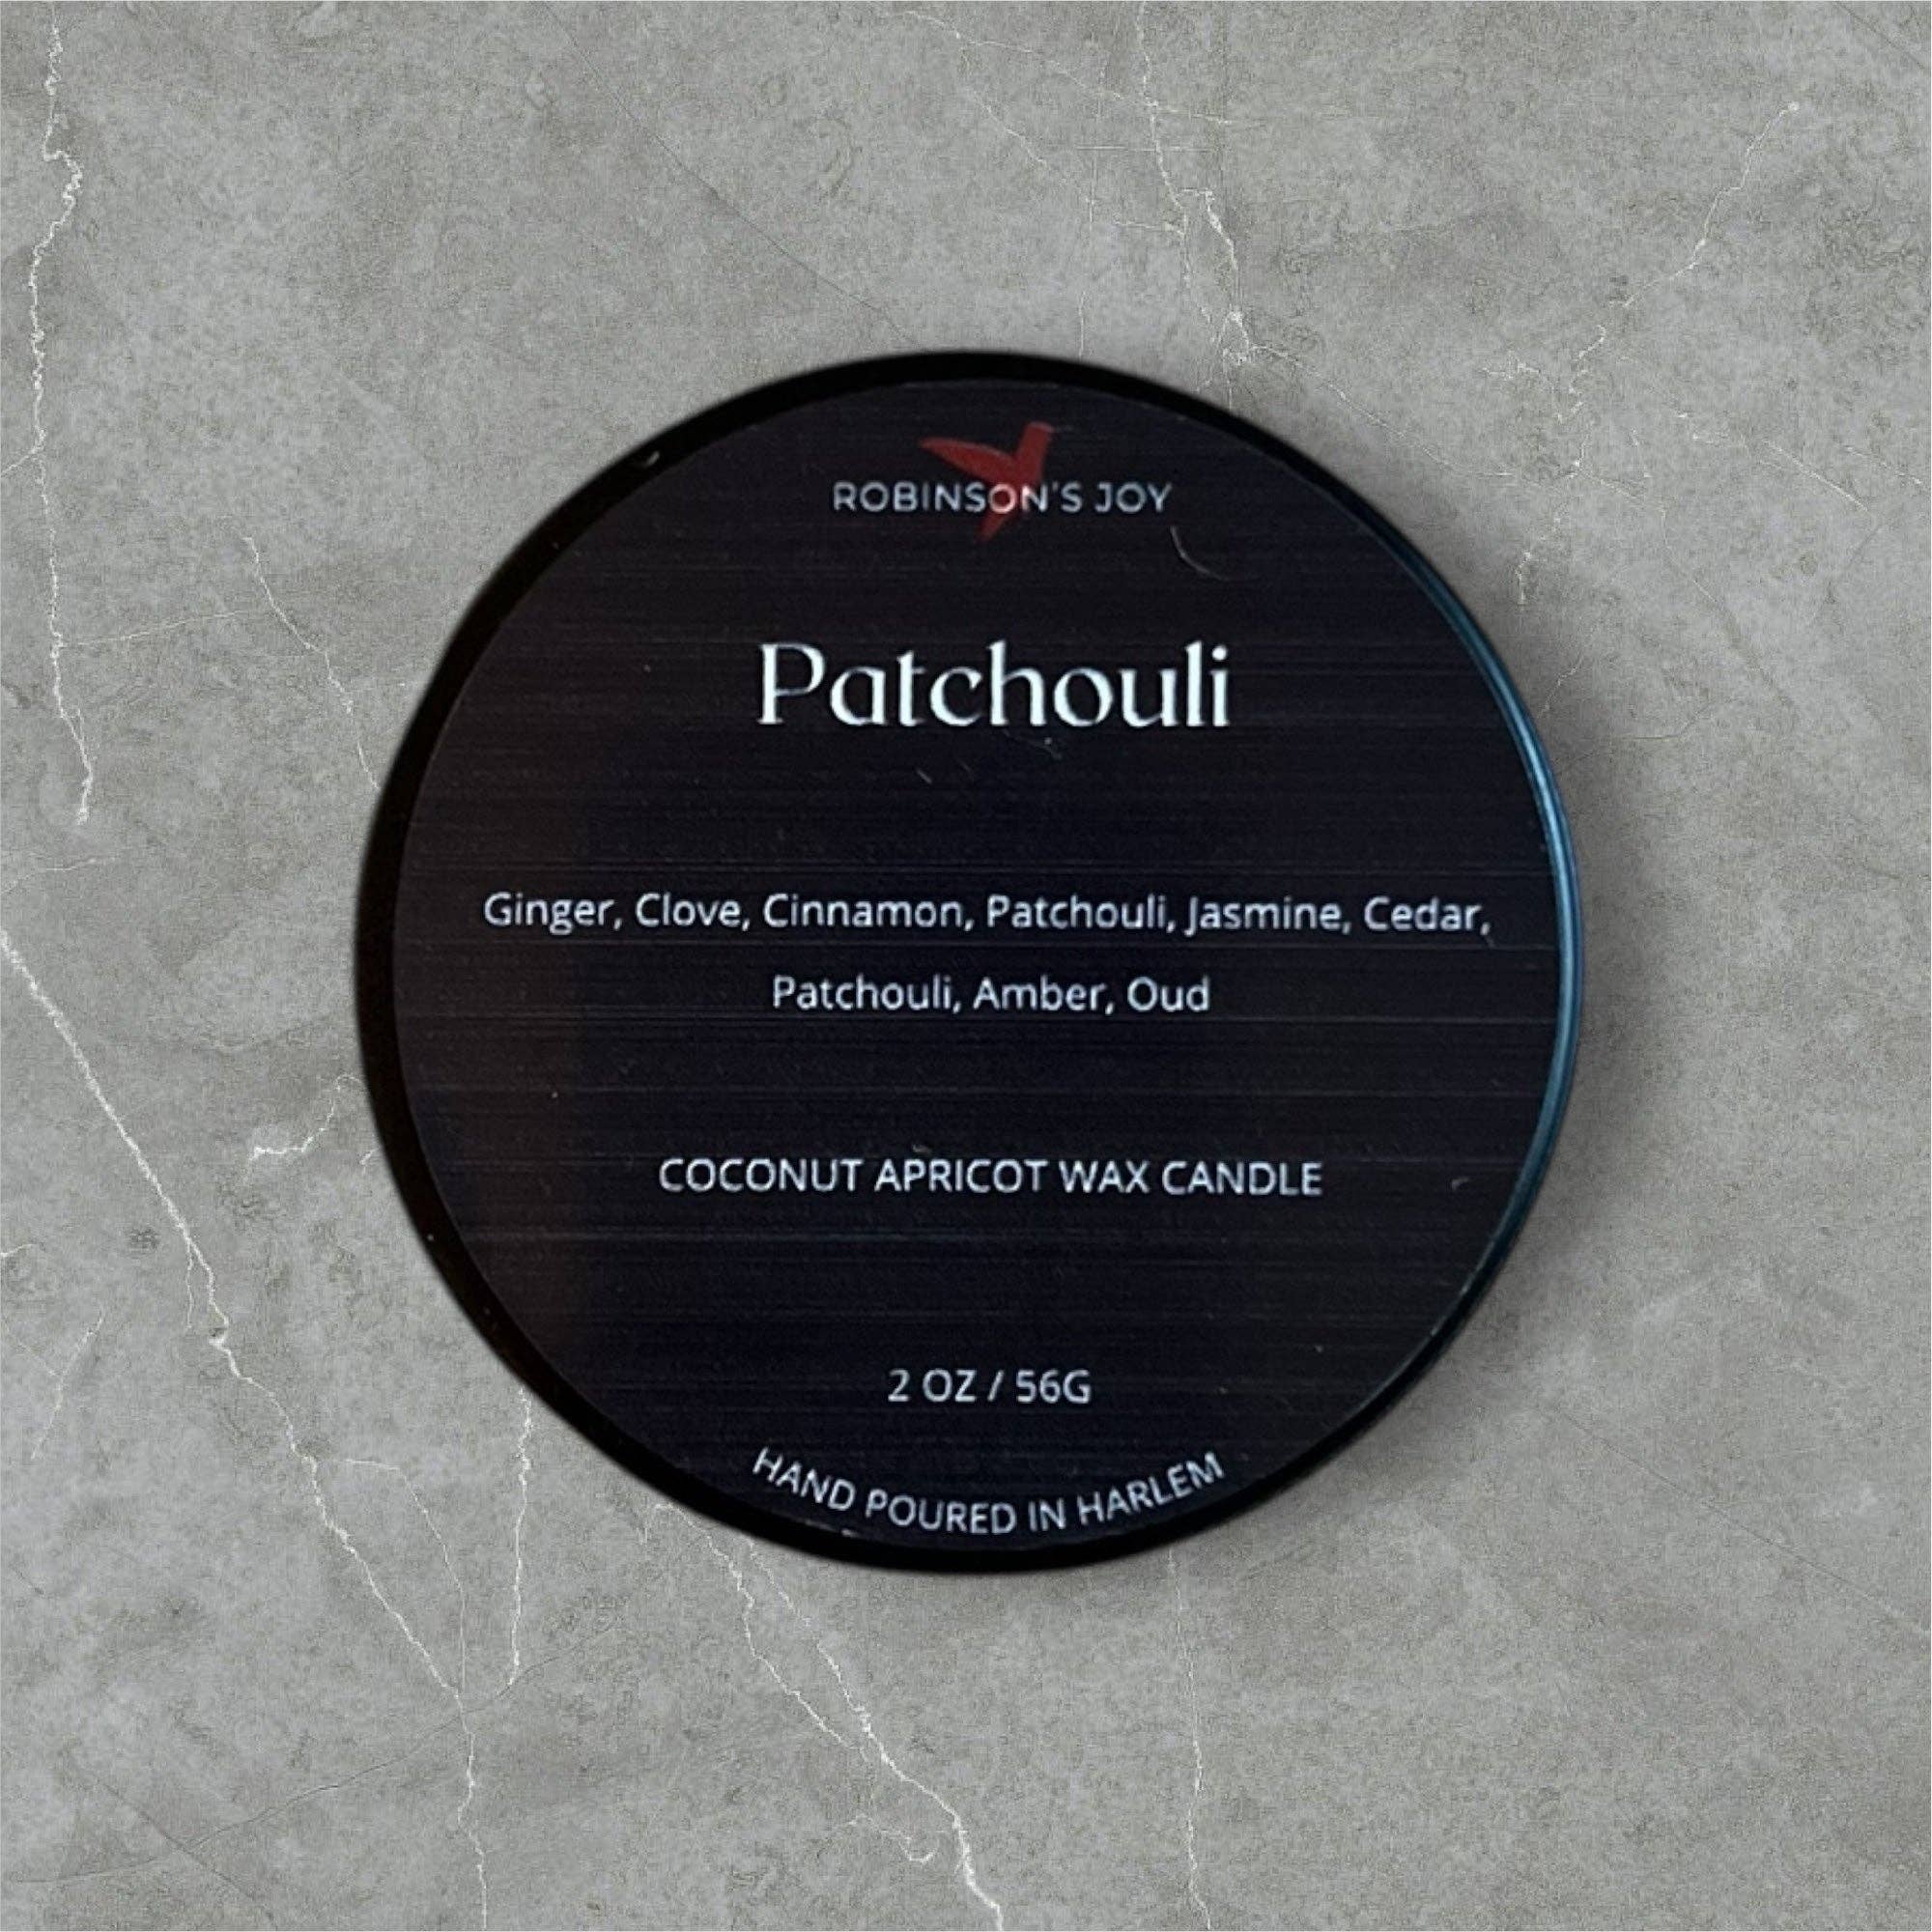 ROBINSON'S JOY
Patchouli
Ginger, Clove, Cinnamon, Patchouli, Jasmine, Cedar,
Patchouli, Amber, Oud
COCONUT APRICOT WAX CANDLE
2 OZ / 56G
HAND POURED IN HARLEM